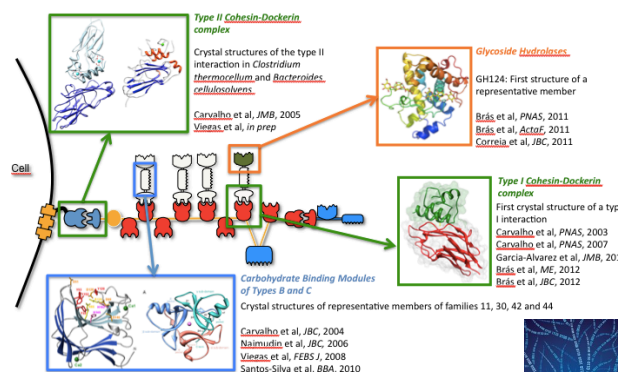 Type II Cohesin-Dockerin
complex
Crystal structures of the type II
interaction in Clostridium
thermocellum and Bacteroides
cellulosolvens
Carvalho et al, JMB, 2005
Viegas et al, in prep
Glycoside Hydrolases
GH124: First structure of a
representative member
Brás et al, PNAS, 2011
Brás et al, ActaF, 2011
Correia et al, JBC, 2011
Cell
Type I Cohesin-Dockerin
complex
First crystal structure of a typ
I interaction
Carvalho et al, PNAS, 2003
Carvalho et al, PNAS, 2007
Garcia-Alvarez et al, JMB, 201
Brás et al, ME, 2012
Brás et al, JBC, 2012
Carbohydrate Binding Modules
of Types B and C
Crystal structures of representative members of families 11, 30, 42 and 44
Carvalho et al, JBC, 2004
Najmudin et al, JBC, 2006
Viegas et al, FEBS J, 2008
Santos-Silva et al. BBA. 2010